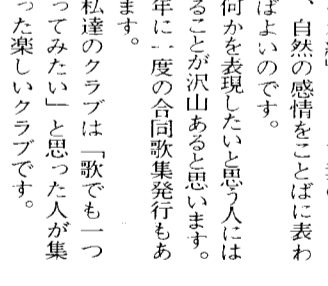 、自然の感情をことばに表わ
ばよいのです。
何かを表現したいと思う人には
ることが沢山あると思います。
年に一度の合同歌集発行もあ
ます。
私達のクラブは「歌でも一つ
ってみたい」と思った人が集
った楽しいクラブです。